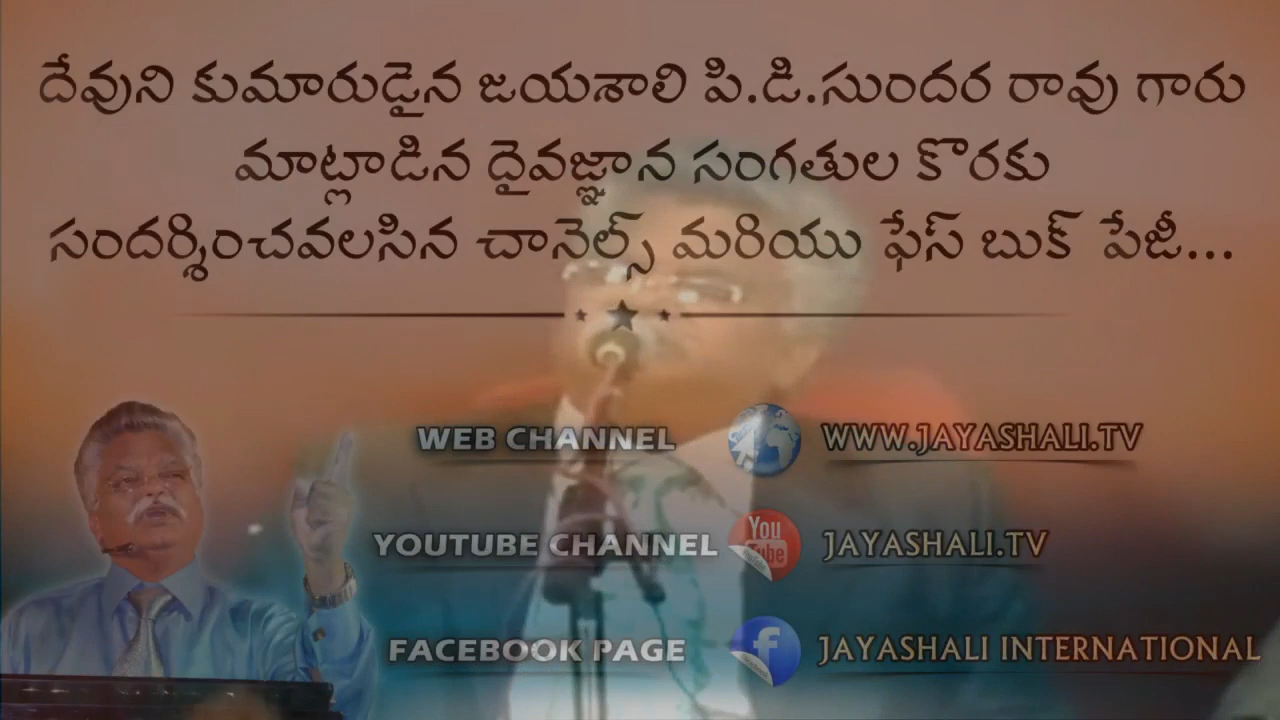 దేవుని కుమారుడైన జయశాలి పి.డి.సుందర రావు గారు
మాట్లాడిన దైవజ్ఞాన సంగతుల కొరకు
సందర్శించవలసిన చానెల్స్ మరియు ఫేస్ బుక్ పేజీ...
WEB CHANNEL WWW.JAYASHALI.TV
YOUTUBE CHANNEL You Tube JAYASHALI.TV
FACEBOOK PAGE f JAYASHALI INTERNATIONAL